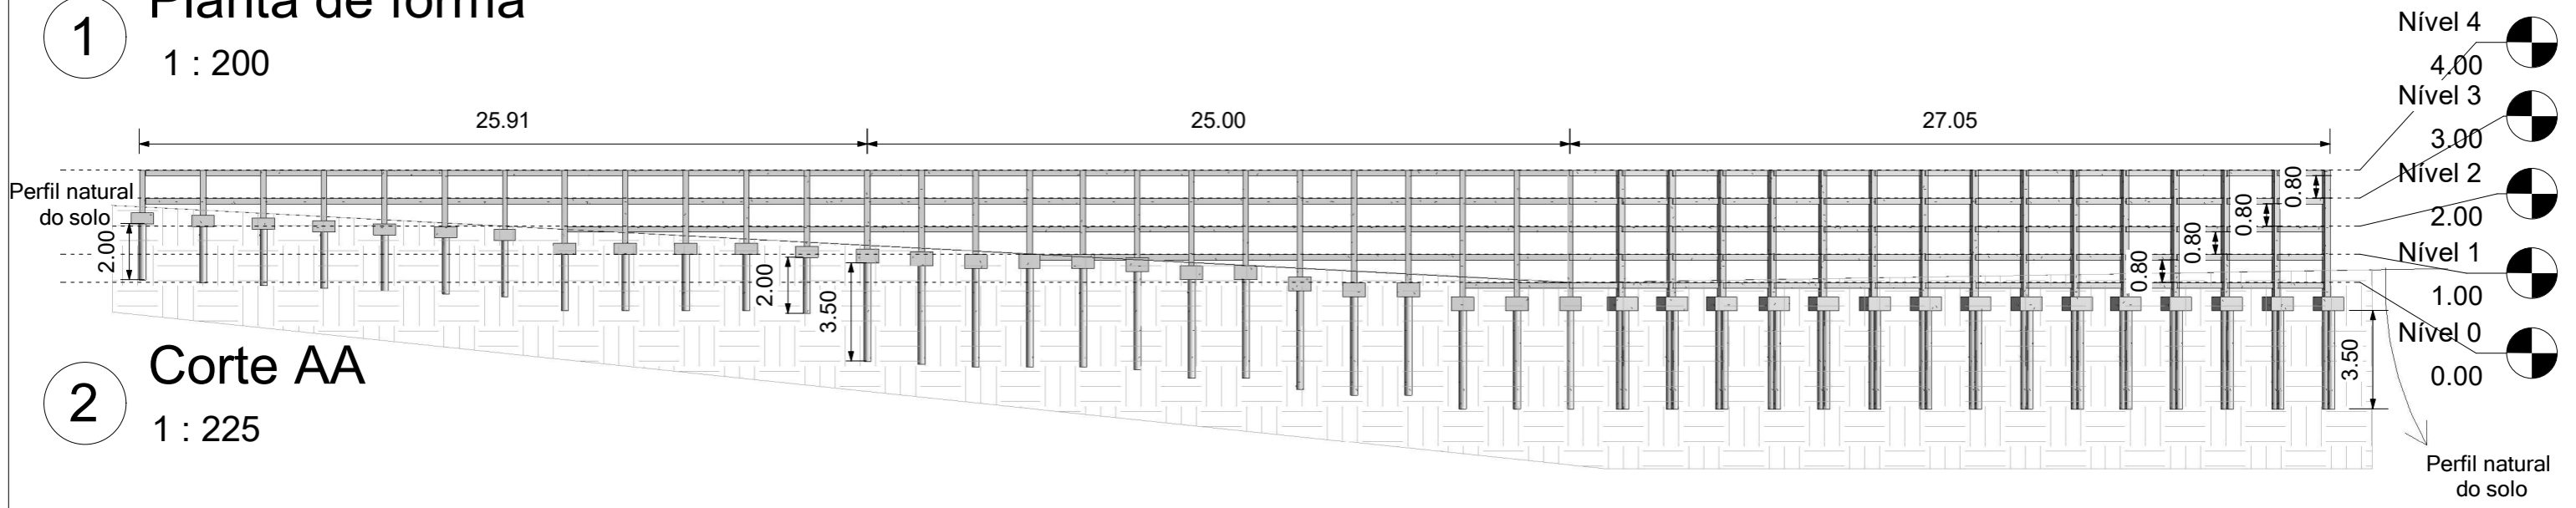 1
Planta de forma
1 : 200
25.91
25.00
27.05
Nível 4
4.00
Nível 3
3.00
Nível 2
2.00
Nível 1
1.00
Nível 0
0.00
Perfil natural
do solo
2.00
2.00
3.50
0.80
0.80
0.80
0.80
3.50
2
Corte AA
1 : 225
Perfil natural
do solo